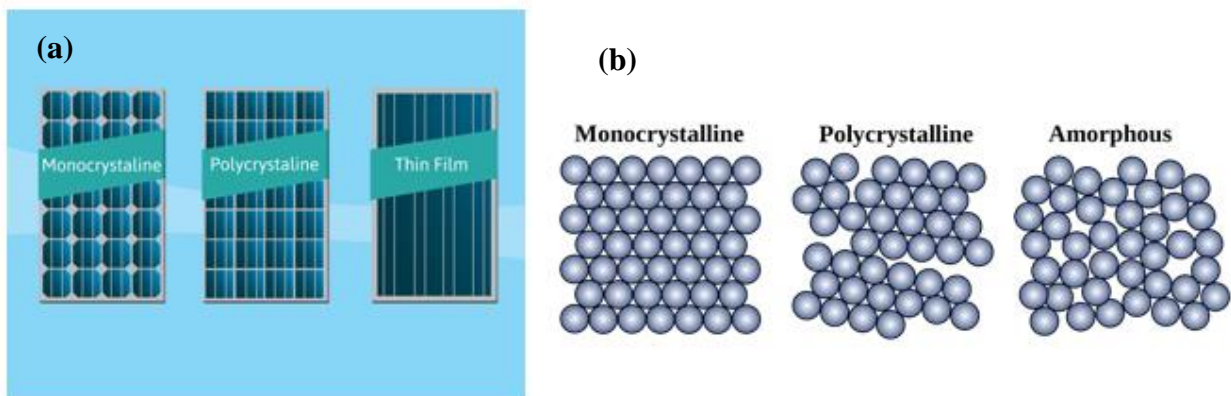 (a)
Monocrystaline
Polycrystaline
Thin Film
(b)
Monocrystalline
Polycrystalline
Amorphous